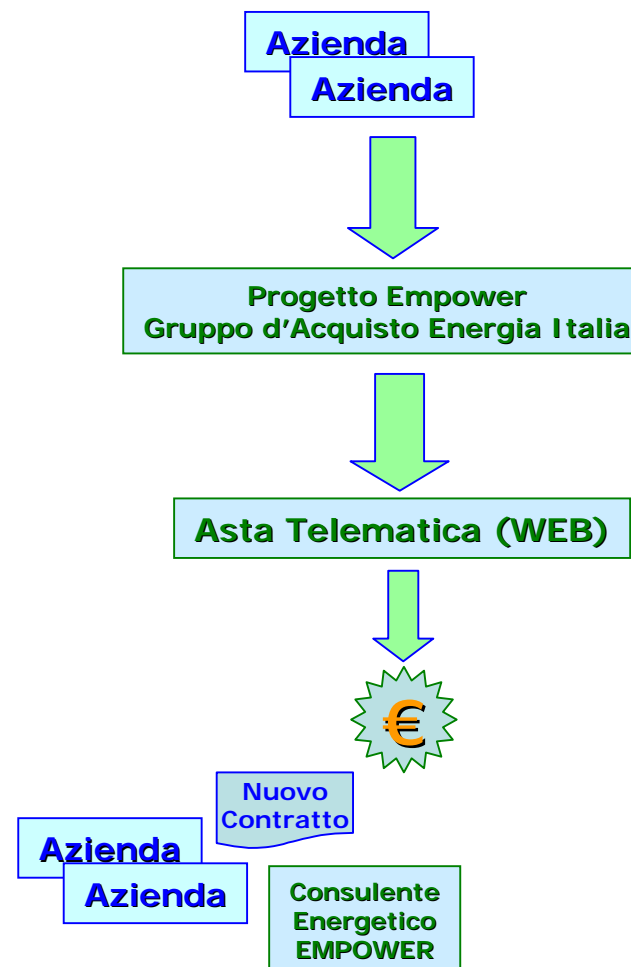 Azienda
Azienda
Progetto Empower
Gruppo d'Acquisto Energia Italia
Asta Telematica (WEB)
€
Nuovo
Contratto
Azienda
Azienda
Consulente
Energetico
EMPOWER